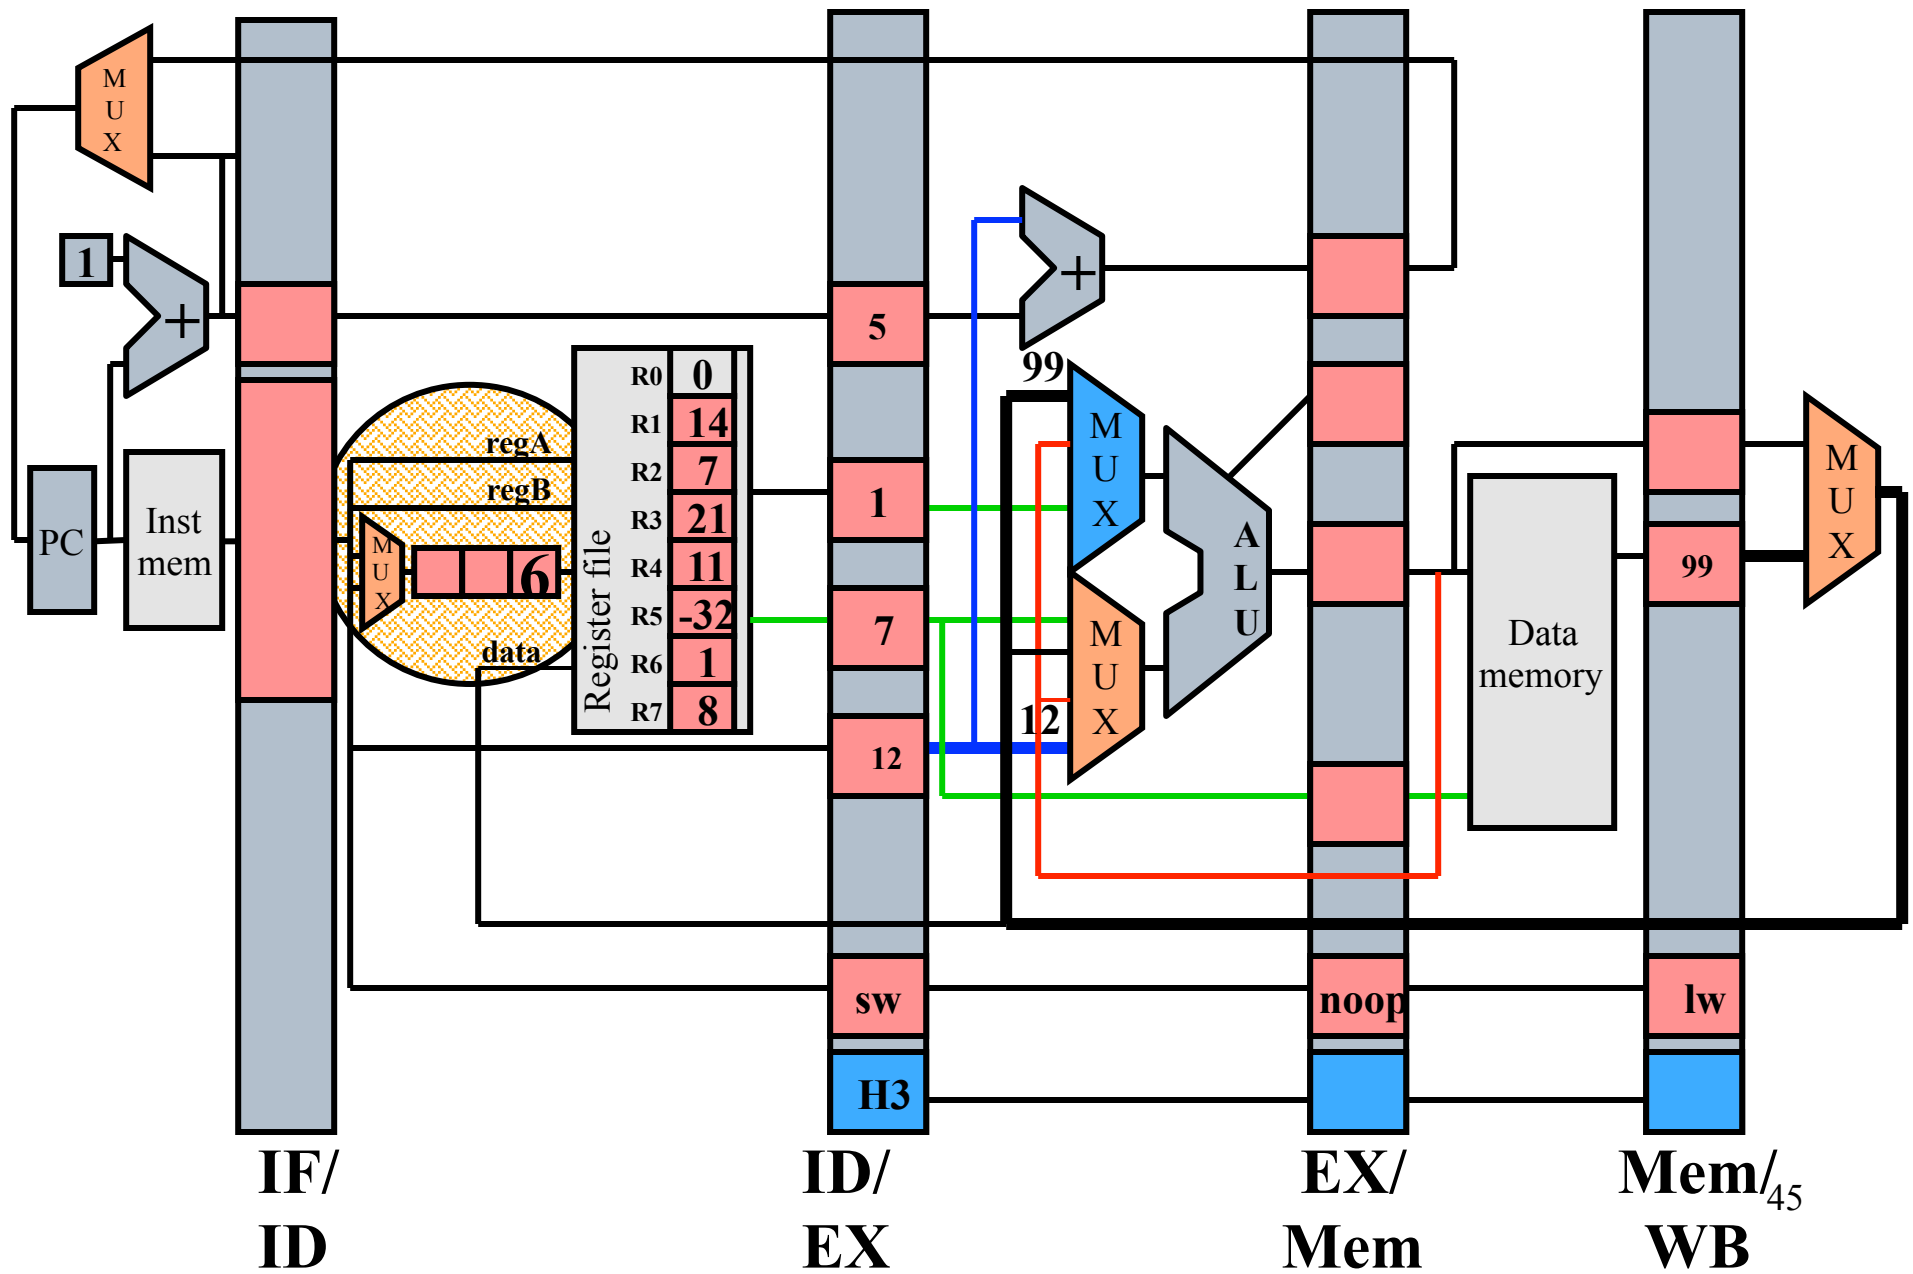 M
U
X
1
+
PC
Inst
mem
regA
regB
M
U
X
6
data
Register file
R0 0
R1 14
R2 7
R3 21
R4 11
R5 -32
R6 1
R7 8
5
1
7
12
sw
H3
+
99
M
U
X
12
M
U
X
A
L
U
noop
Data
memory
99
lw
M
U
X
IF/
ID
ID/
EX
EX/
Mem
Mem/
WB
45